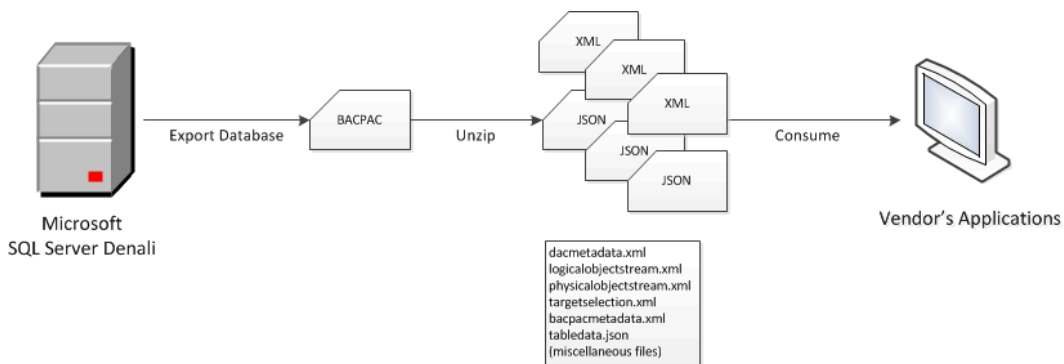 XML
XML
XML
Export Database
BACPAC
Unzip
JSON
Consume
JSON
JSON
Microsoft
SQL Server Denali
Vendor's Applications
dacmetadata.xml
logicalobjectstream.xml
physicalobjectstream.xml
targetselection.xml
bacpacmetadata.xml
tabledata.json
(miscellaneous files)